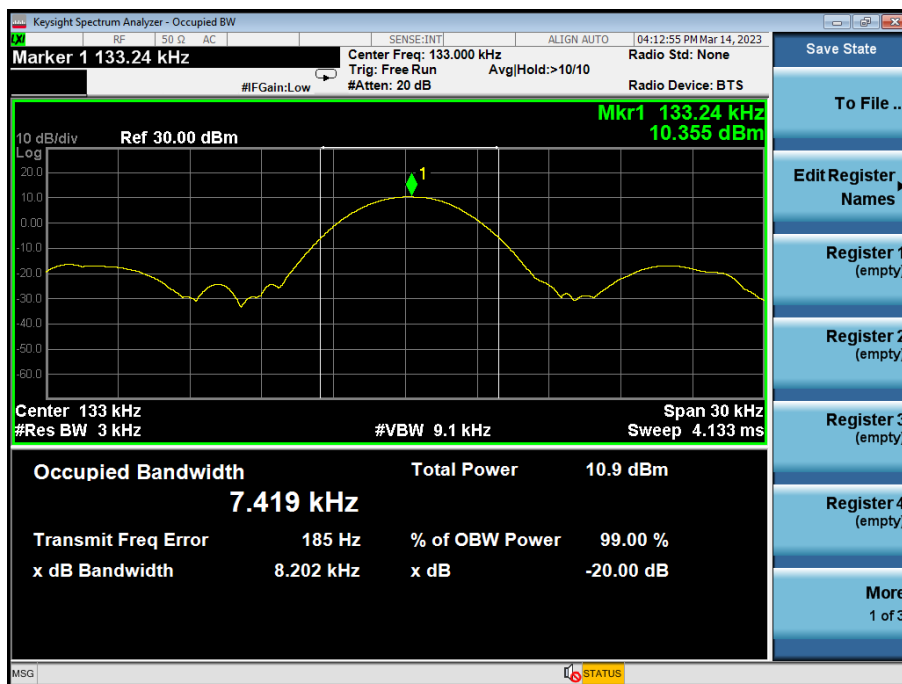 Keysight Spectrum Analyzer - Occupied BW
LXI RF 50 Ω AC SENSE:INT ALIGN AUTO 04:12:55 PM Mar 14, 2023
Marker 1 133.24 kHz
Center Freq: 133.000 kHz Radio Std: None
Trig: Free Run Avg|Hold:>10/10
#IFGain:Low #Atten: 20 dB Radio Device: BTS
Mkr1 133.24 kHz
10.355 dBm
10 dB/div Ref 30.00 dBm
Log
20.0
1
10.0
0.00
-10.0
-20.0
-30.0
-40.0
-50.0
-60.0
Center 133 kHz Span 30 kHz
#Res BW 3 kHz #VBW 9.1 kHz Sweep 4.133 ms
Occupied Bandwidth Total Power 10.9 dBm
7.419 kHz
Transmit Freq Error 185 Hz % of OBW Power 99.00 %
x dB Bandwidth 8.202 kHz x dB -20.00 dB
MSG STATUS
Save State
To File ..
Edit Register
Names
Register 1
(empty)
Register 2
(empty)
Register 3
(empty)
Register 4
(empty)
More
1 of 3